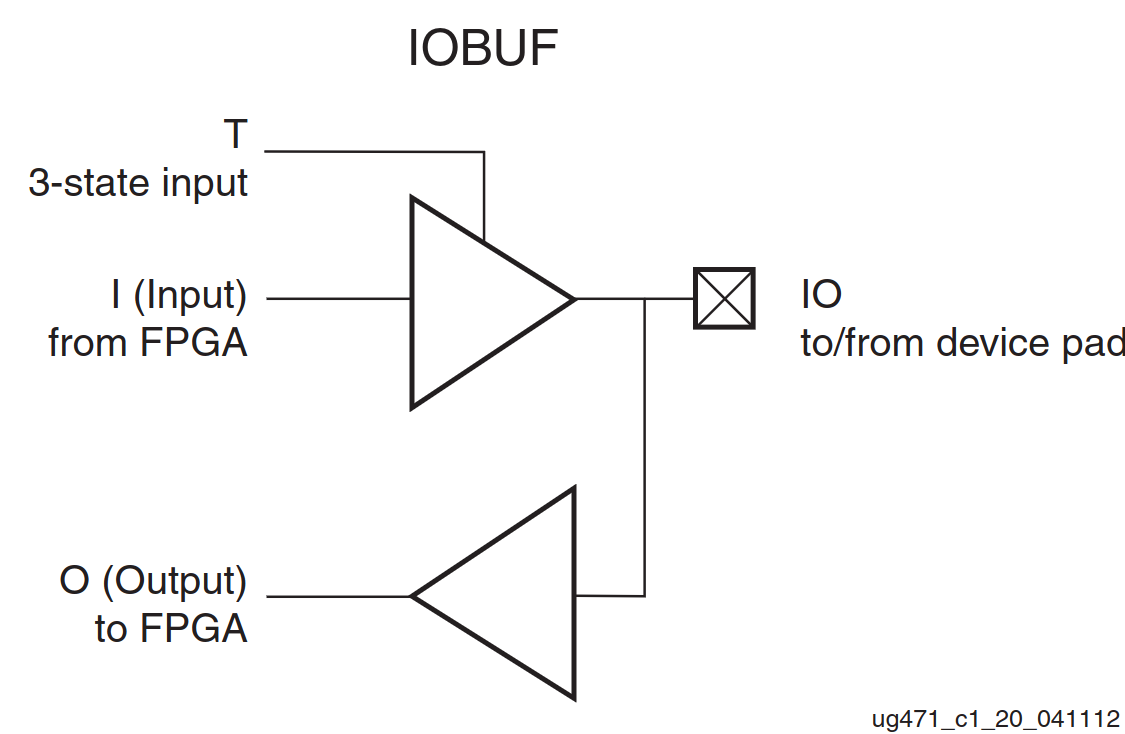 IOBUF
T
3-state input
I (Input)
from FPGA
IO
to/from device pad
O (Output)
to FPGA
ug471_c1_20_041112